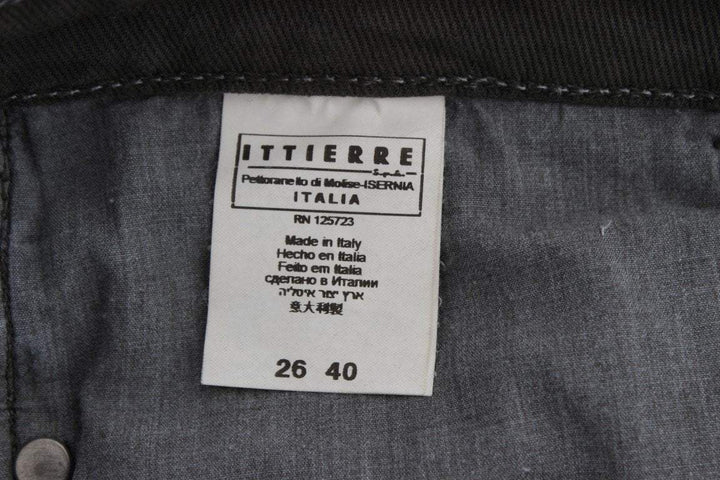 ITTIERRE
S.p.A.
Pettoranello di Molise-ISERNIA
ITALIA
RN 125723
Made in Italy
Hecho en Italia
Feito em Italia
сделано в Италии
ארץ יצור איטליה
意大利製
26 40